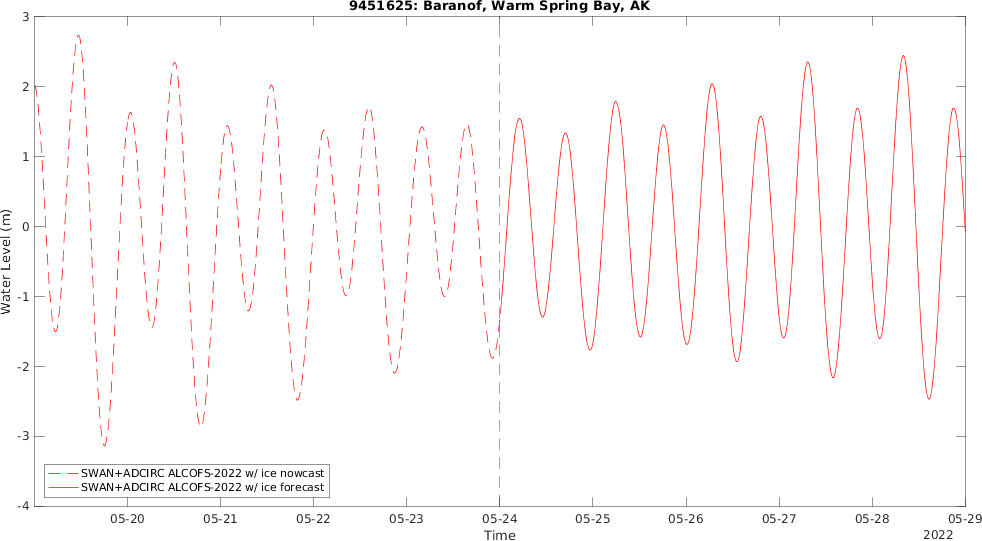 9451625: Baranof, Warm Spring Bay, AK
3
2
1
0
-1
-2
-3
-4
Water Level (m)
SWAN+ADCIRC ALCOFS-2022 w/ ice nowcast
SWAN+ADCIRC ALCOFS-2022 w/ ice forecast
05-20 05-21 05-22 05-23 05-24 05-25 05-26 05-27 05-28 05-29
Time
2022